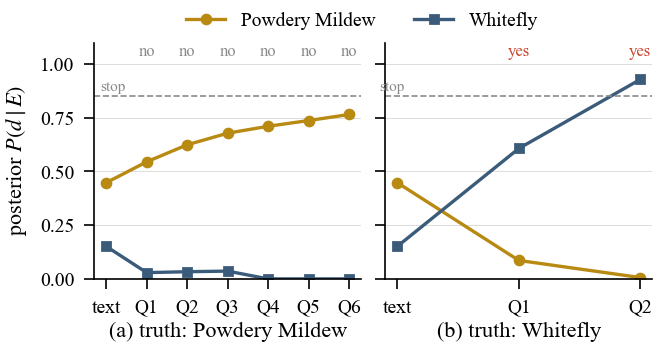 Powdery Mildew Whitefly
no no no no no no yes yes
stop stop
1.00
0.75
0.50
0.25
0.00
posterior P(d | E)
text Q1 Q2 Q3 Q4 Q5 Q6 text Q1 Q2
(a) truth: Powdery Mildew (b) truth: Whitefly